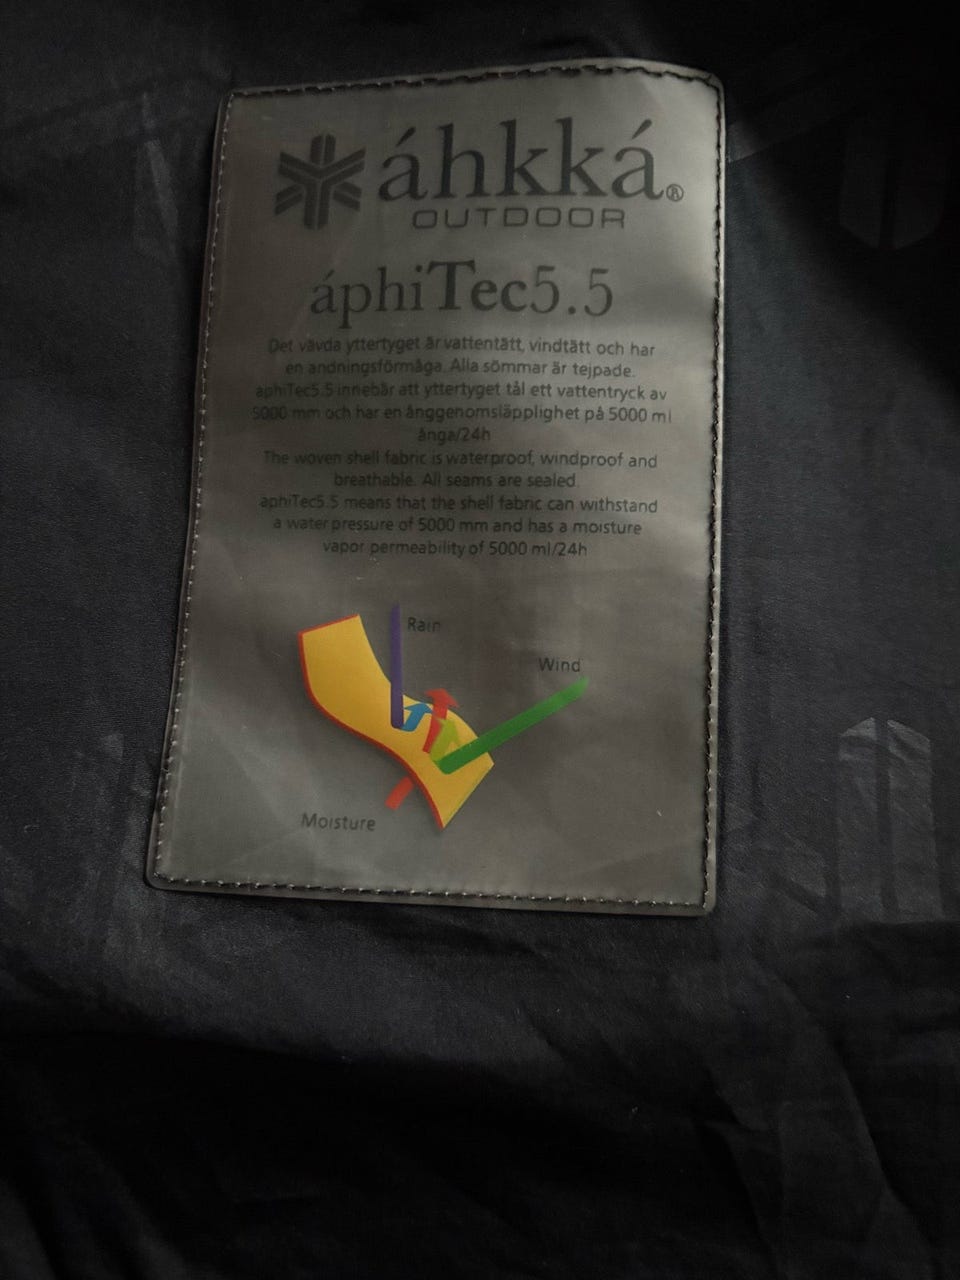 áhkká®
OUTDOOR
áphiTec5.5
Det vävda yttertyget är vattentätt, vindtätt och har
en andningsförmåga. Alla sömmar är tejpade.
aphiTec5.5 innebär att yttertyget tål ett vattentryck av
5000 mm och har en ånggenomsläpplighet på 5000 ml
ånga/24h
The woven shell fabric is waterproof, windproof and
breathable. All seams are sealed.
aphiTec5.5 means that the shell fabric can withstand
a water pressure of 5000 mm and has a moisture
vapor permeability of 5000 ml/24h
Rain
Wind
Moisture